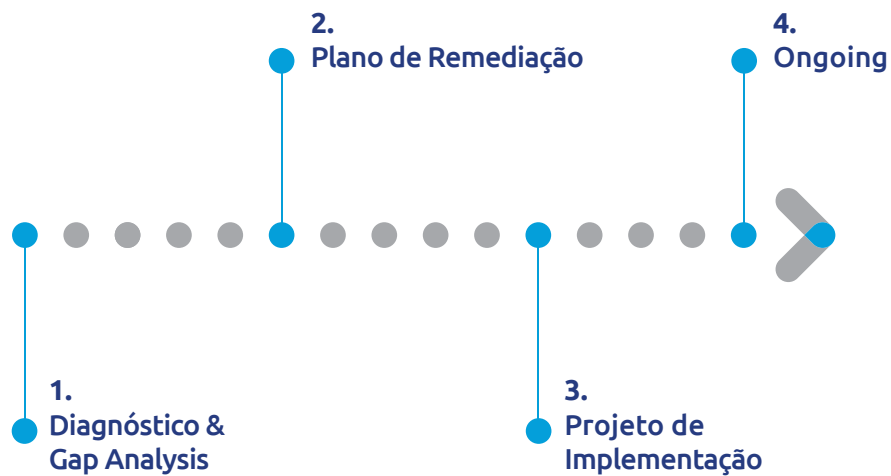 1.
Diagnóstico &
Gap Analysis
2.
Plano de Remediação
3.
Projeto de
Implementação
4.
Ongoing